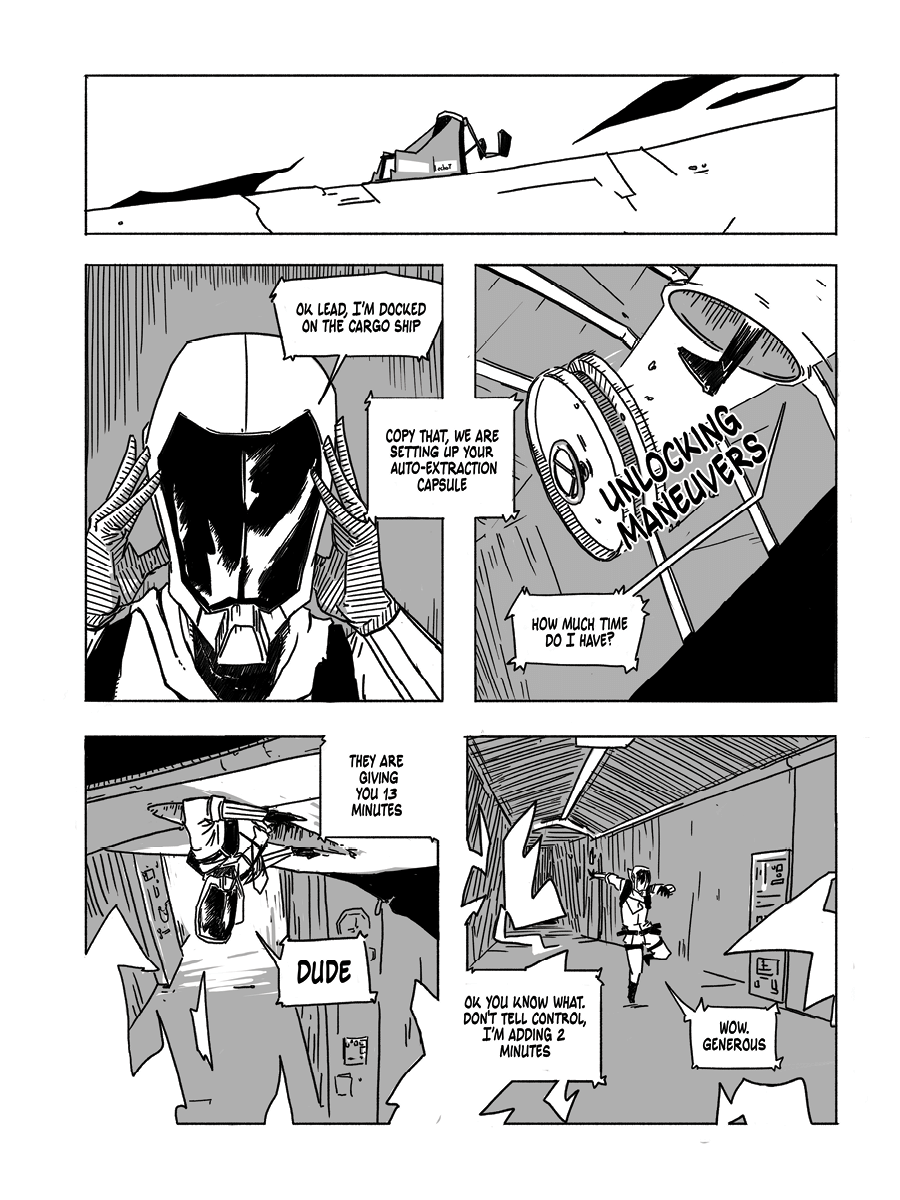 OK LEAD, I'M DOCKED
ON THE CARGO SHIP
COPY THAT, WE ARE
SETTING UP YOUR
AUTO-EXTRACTION
CAPSULE
UNLOCKING
MANEUVERS
HOW MUCH TIME
DO I HAVE?
THEY ARE
GIVING
YOU 13
MINUTES
DUDE
OK YOU KNOW WHAT.
DON'T TELL CONTROL,
I'M ADDING 2
MINUTES
WOW.
GENEROUS